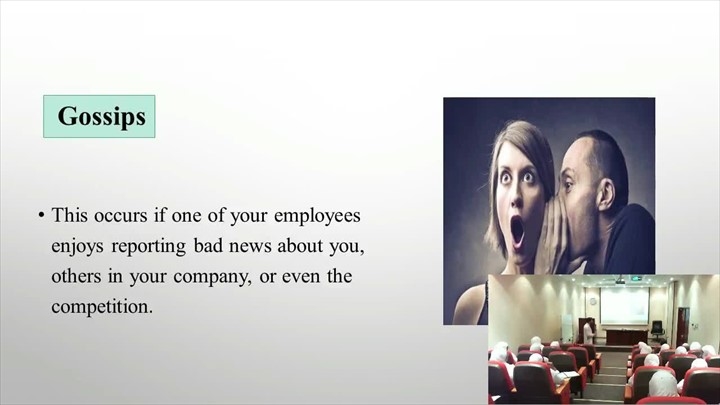 Gossips
• This occurs if one of your employees
enjoys reporting bad news about you,
others in your company, or even the
competition.